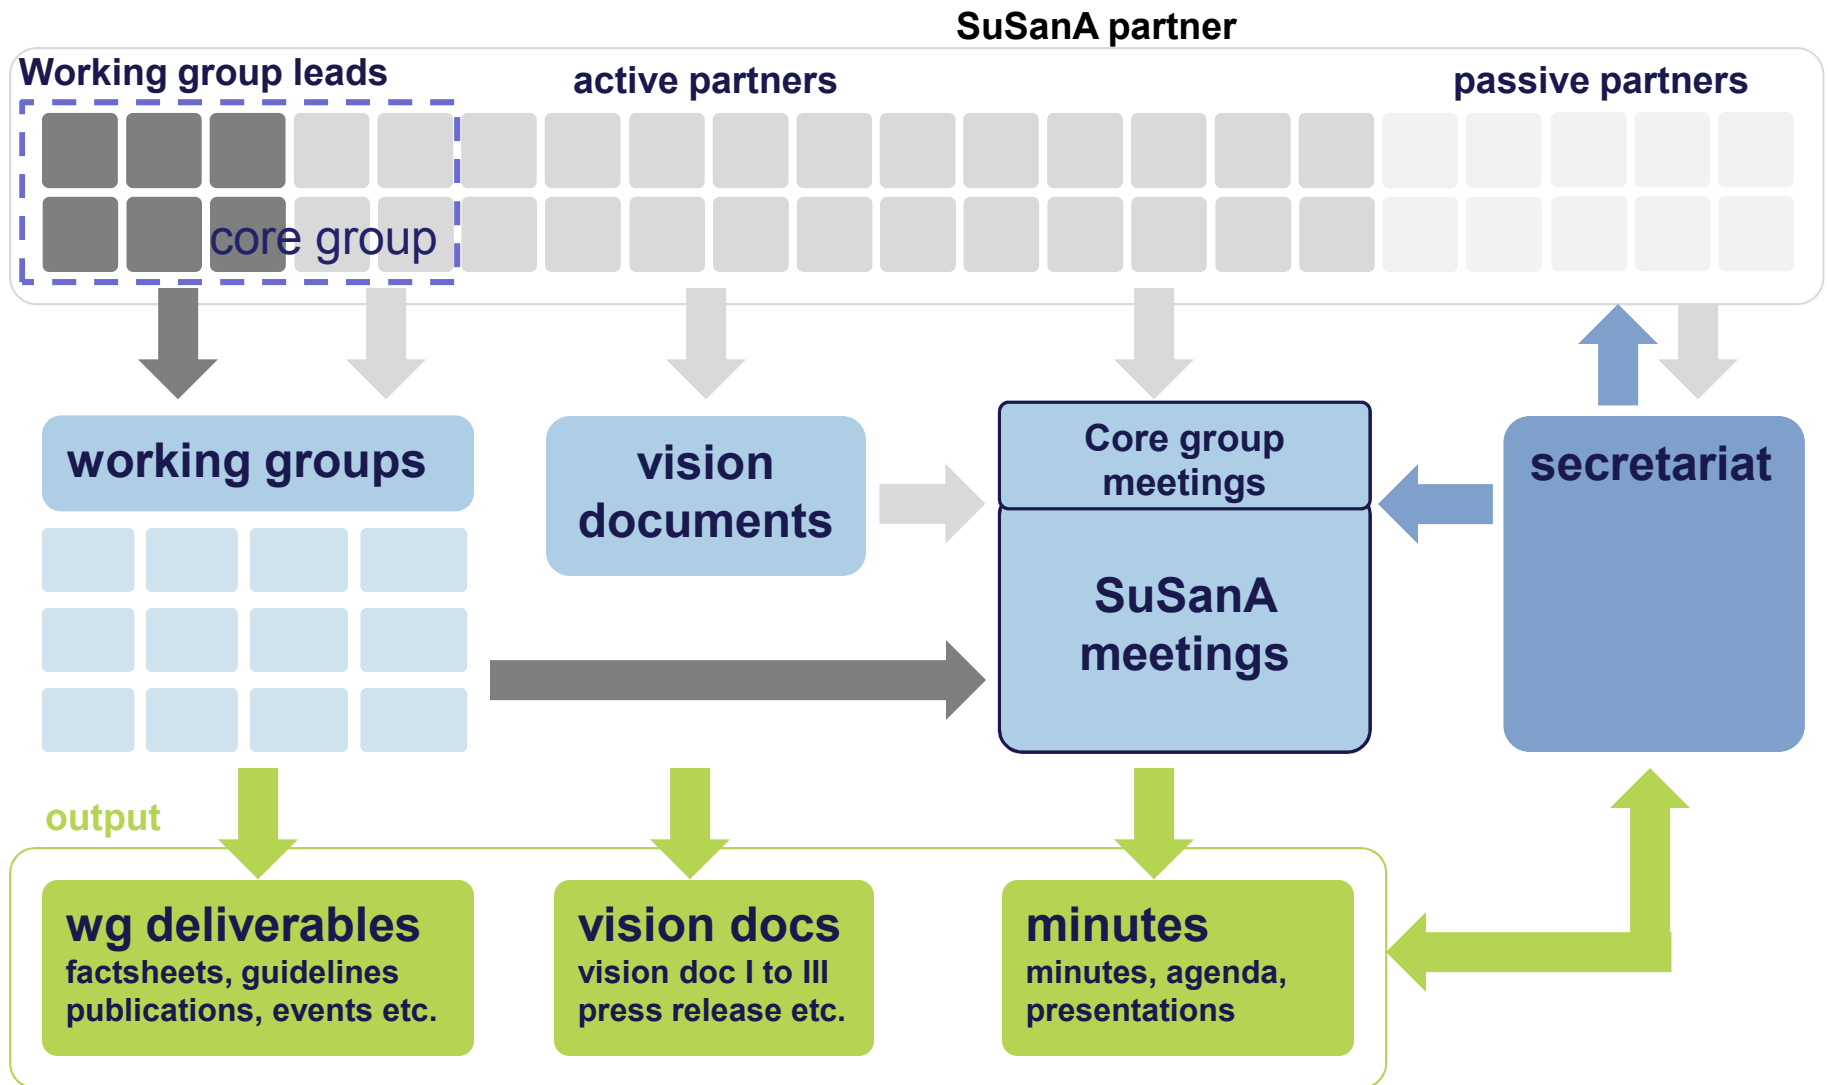 SuSanA partner
Working group leads
active partners
passive partners
core group
working groups
vision
documents
Core group
meetings
SuSanA
meetings
secretariat
output
wg deliverables
factsheets, guidelines
publications, events etc.
vision docs
vision doc I to III
press release etc.
minutes
minutes, agenda,
presentations